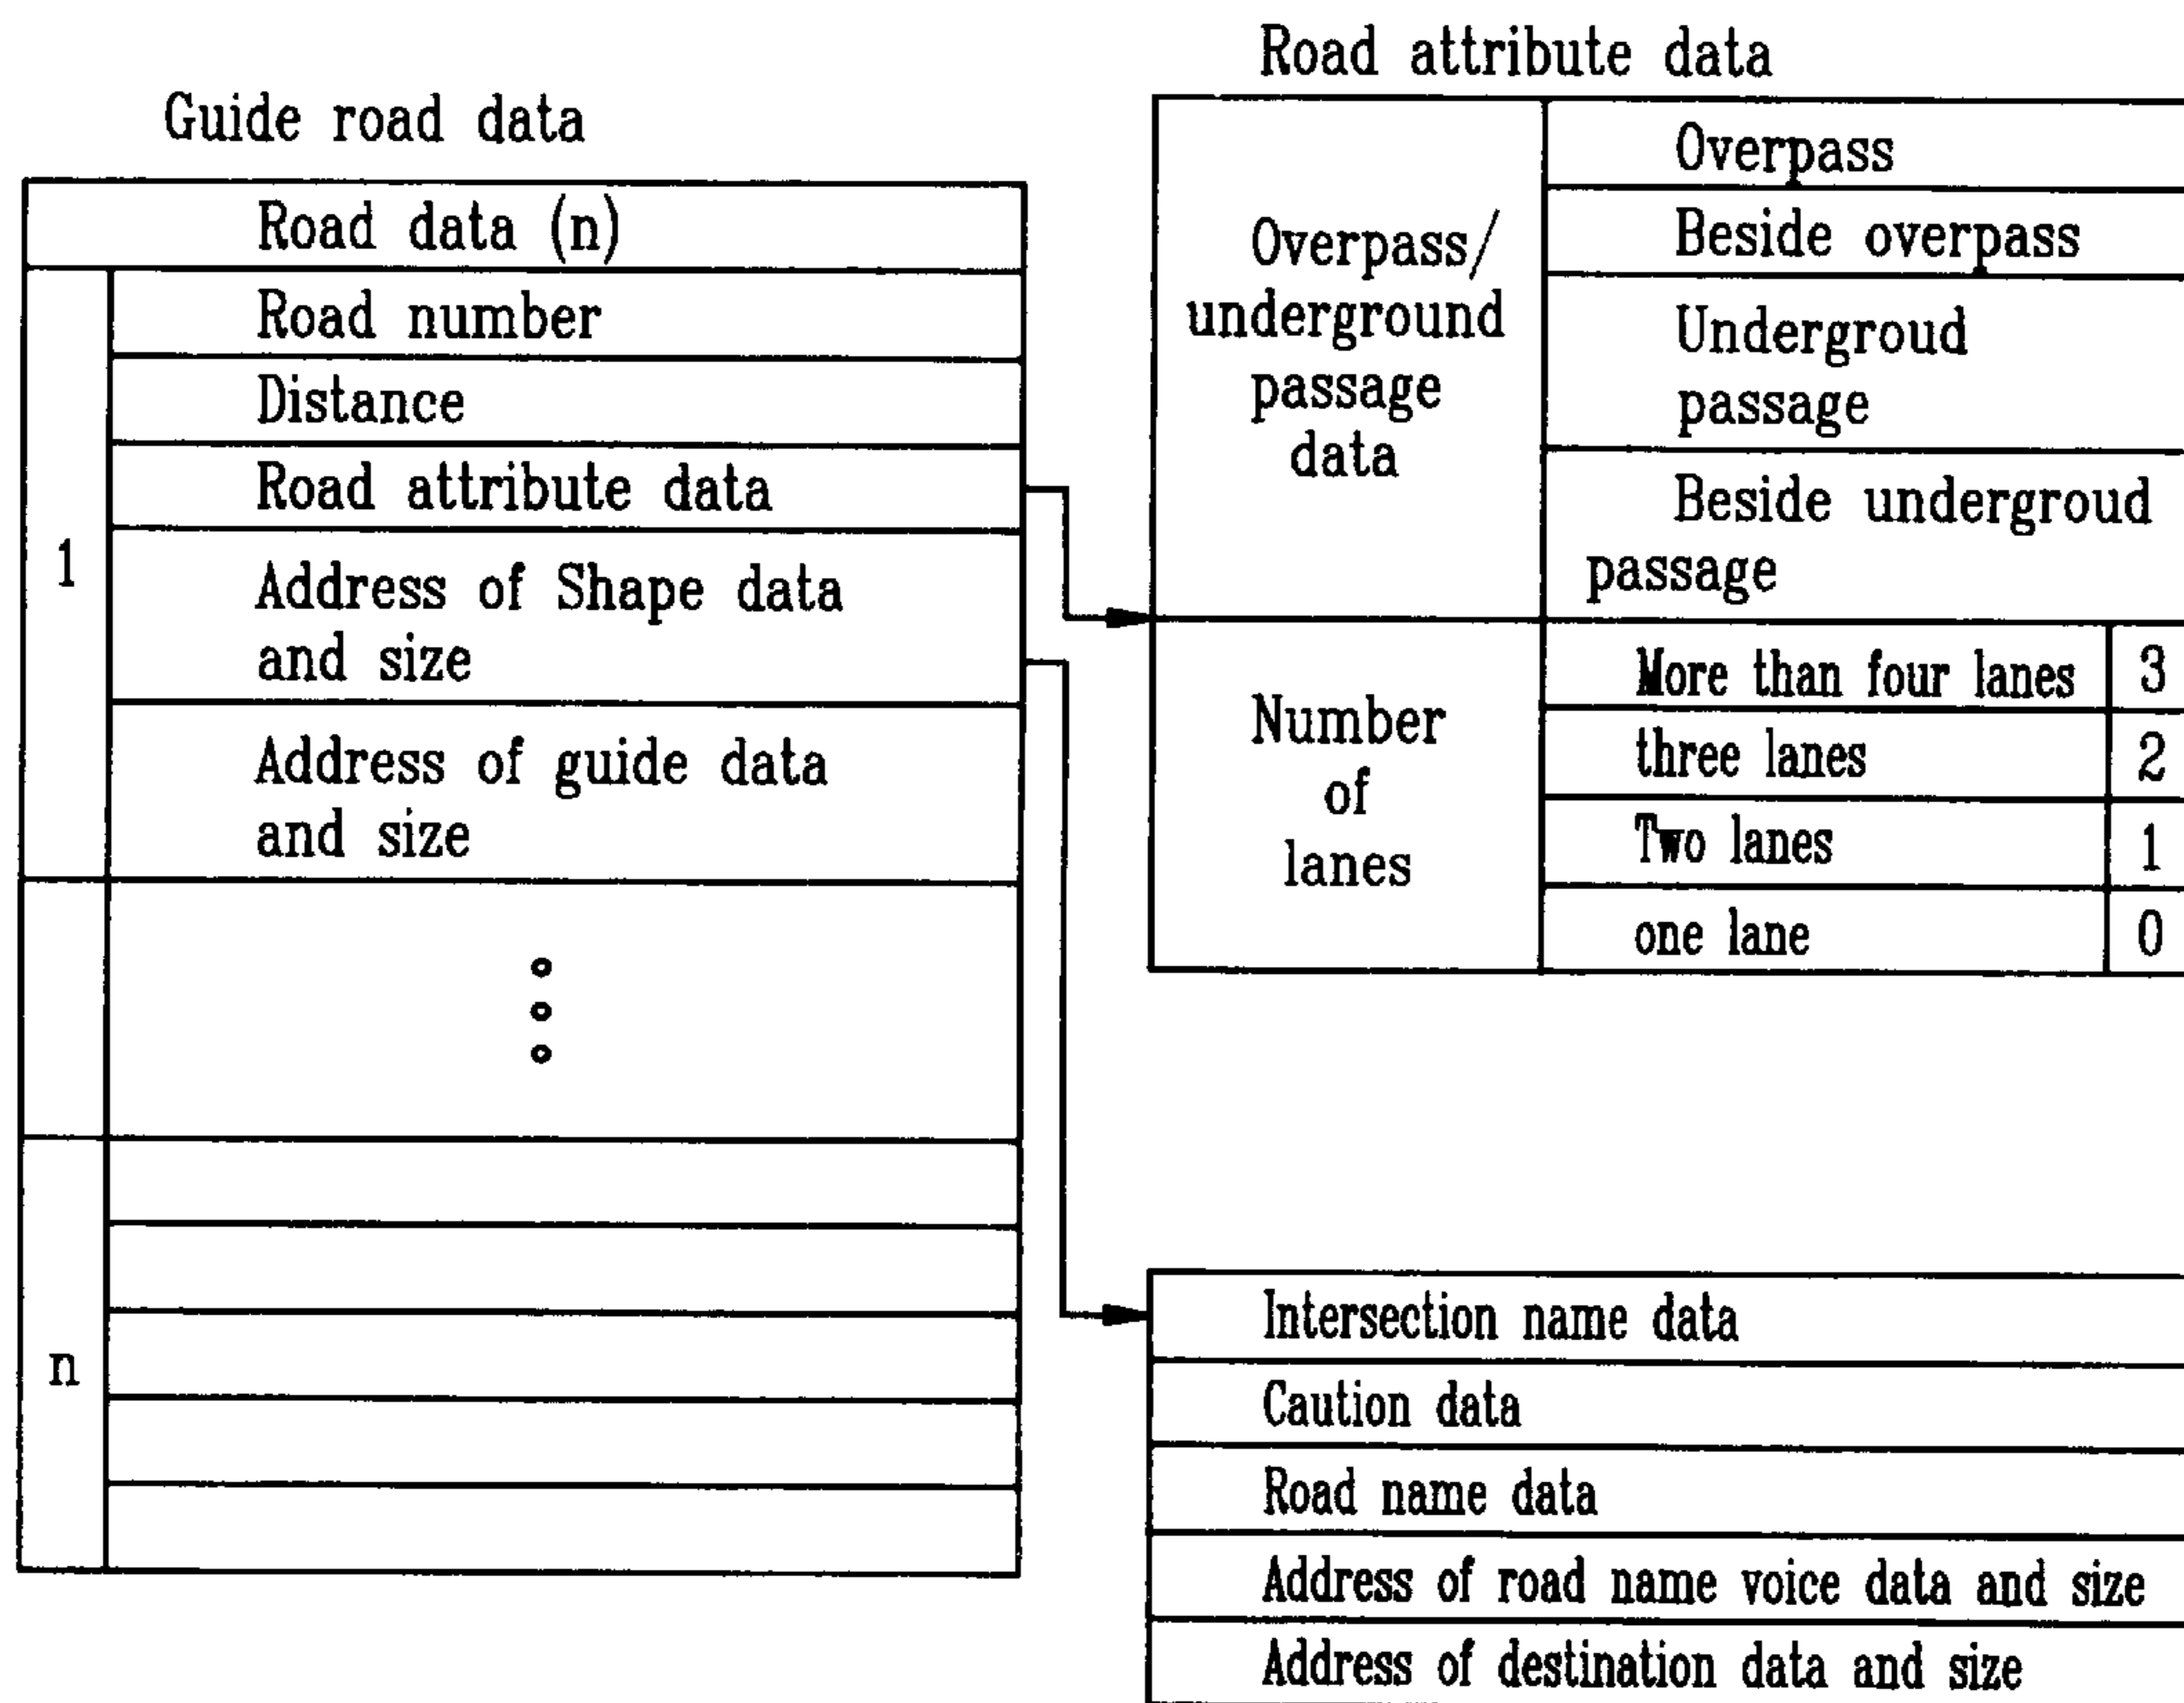 Guide road data
Road data (n)
1
Road number
Distance
Road attribute data
Address of Shape data
and size
Address of guide data
and size
n
Road attribute data
Overpass/
underground
passage
data
Overpass
Beside overpass
Undergroud
passage
Beside undergroud
passage
Number
of
lanes
More than four lanes 3
three lanes 2
Two lanes 1
one lane 0
Intersection name data
Caution data
Road name data
Address of road name voice data and size
Address of destination data and size